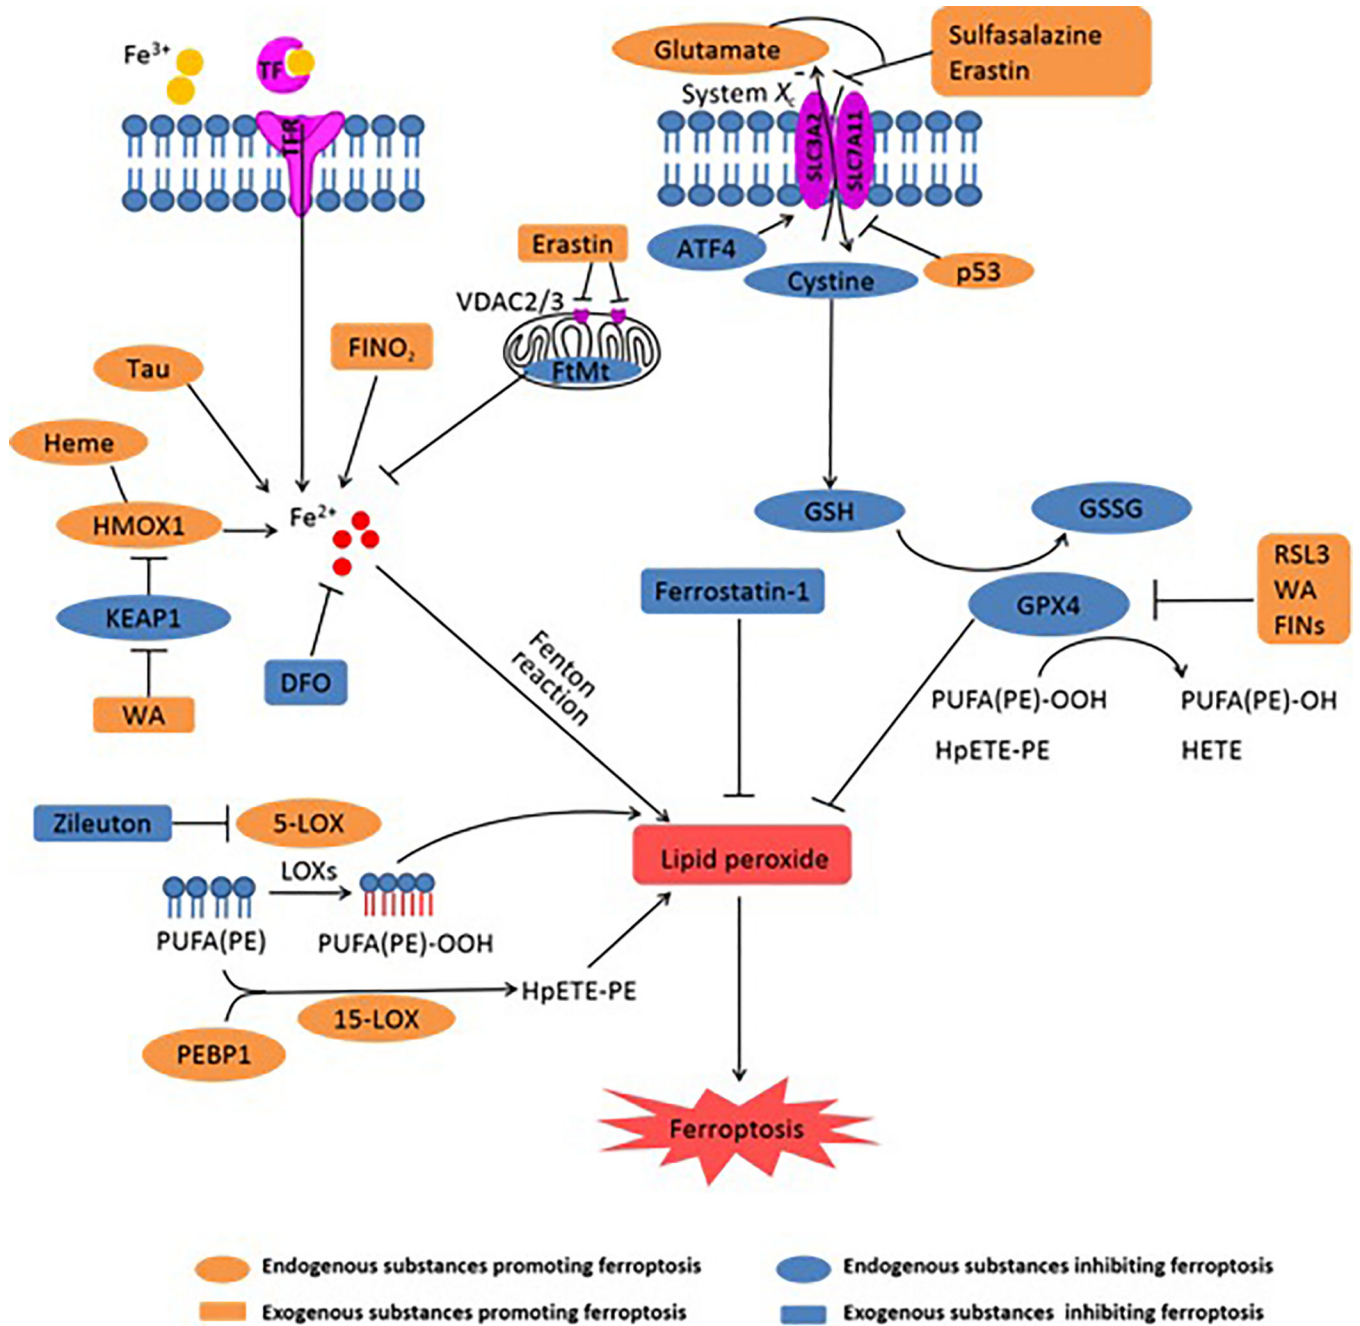 Fe3+
TF
TFR
Glutamate
Sulfasalazine
Erastin
System Xc-
SLC3A2
SLC7A11
ATF4
Cystine
p53
Erastin
VDAC2/3
FtMt
FINO2
Tau
Heme
HMOX1
Fe2+
KEAP1
WA
DFO
Fenton
reaction
GSH
GSSG
Ferrostatin-1
GPX4
RSL3
WA
FINs
PUFA(PE)-OOH
PUFA(PE)-OH
HpETE-PE
HETE
Zileuton
5-LOX
LOXs
PUFA(PE)
PUFA(PE)-OOH
Lipid peroxide
HpETE-PE
15-LOX
PEBP1
Ferroptosis
Endogenous substances promoting ferroptosis
Endogenous substances inhibiting ferroptosis
Exogenous substances promoting ferroptosis
Exogenous substances inhibiting ferroptosis